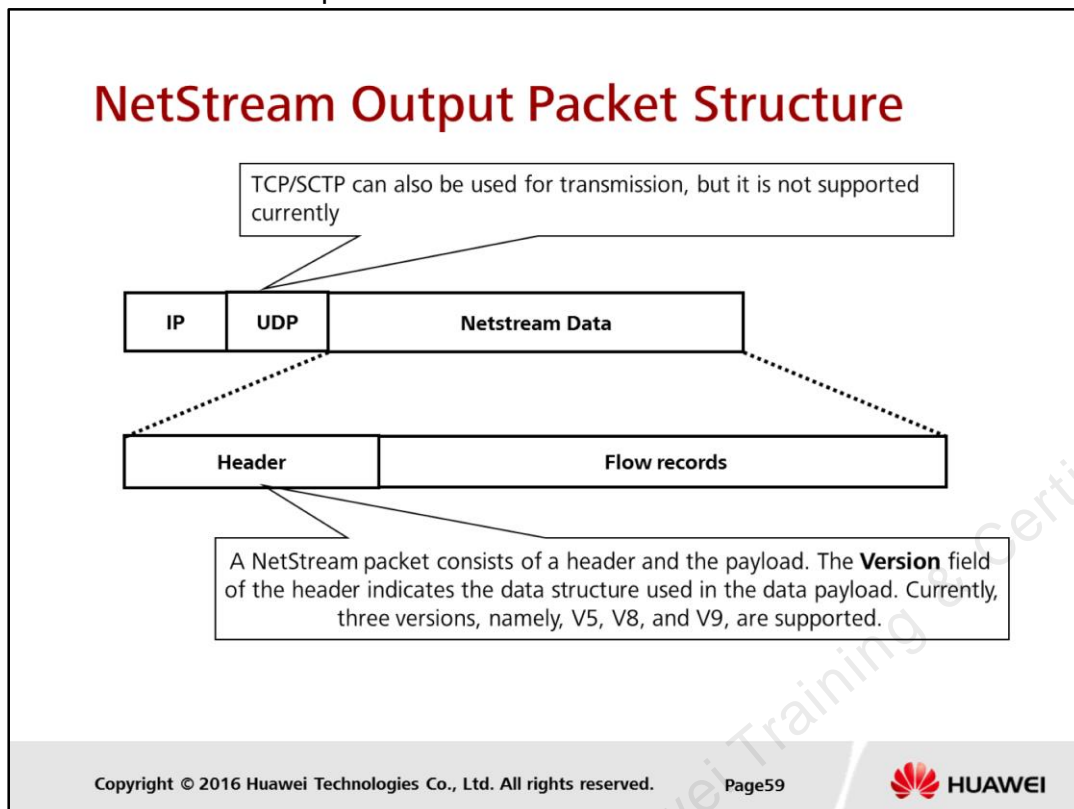 NetStream Output Packet Structure
TCP/SCTP can also be used for transmission, but it is not supported
currently
IP UDP Netstream Data
Header Flow records
A NetStream packet consists of a header and the payload. The Version field
of the header indicates the data structure used in the data payload. Currently,
three versions, namely, V5, V8, and V9, are supported.
Training & Certi
Copyright © 2016 Huawei Technologies Co., Ltd. All rights reserved. Page59 HUAWEI